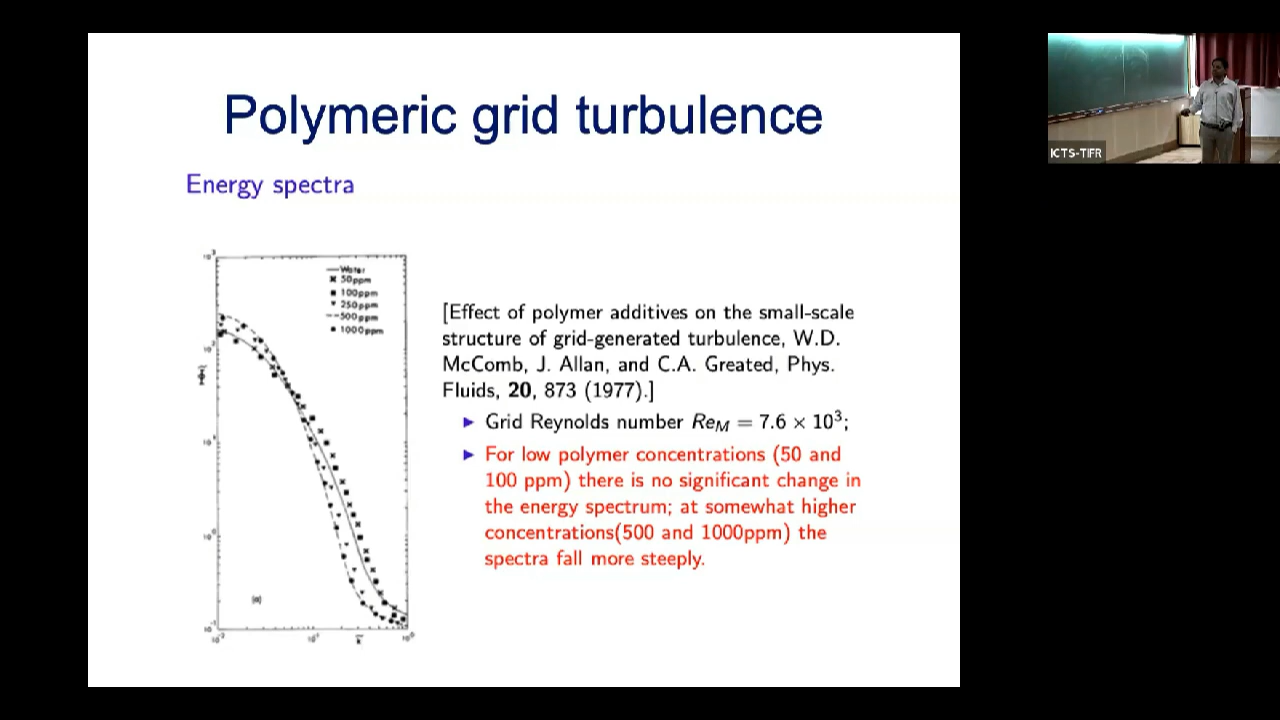 Polymeric grid turbulence
Energy spectra
Water
50ppm
100ppm
250ppm
500ppm
1000ppm
(a)
[Effect of polymer additives on the small-scale
structure of grid-generated turbulence, W.D.
McComb, J. Allan, and C.A. Greated, Phys.
Fluids, 20, 873 (1977).]
Grid Reynolds number Re_M = 7.6 × 10³;
For low polymer concentrations (50 and
100 ppm) there is no significant change in
the energy spectrum; at somewhat higher
concentrations(500 and 1000ppm) the
spectra fall more steeply.
ICTS-TIFR